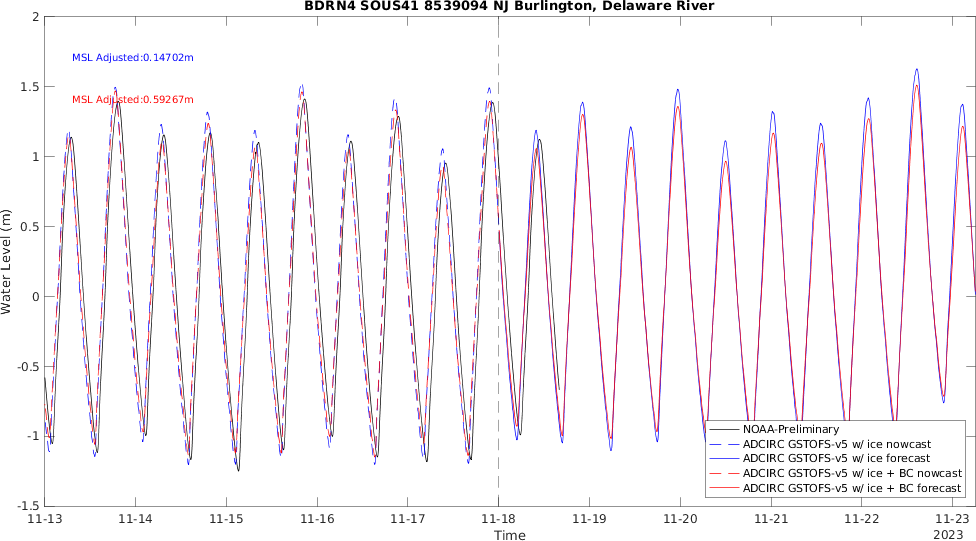 BDRN4 SOUS41 8539094 NJ Burlington, Delaware River
2
1.5
1
0.5
0
-0.5
-1
-1.5
Water Level (m)
MSL Adjusted:0.14702m
MSL Adjusted:0.59267m
NOAA-Preliminary
ADCIRC GSTOFS-v5 w/ ice nowcast
ADCIRC GSTOFS-v5 w/ ice forecast
ADCIRC GSTOFS-v5 w/ ice + BC nowcast
ADCIRC GSTOFS-v5 w/ ice + BC forecast
11-13 11-14 11-15 11-16 11-17 11-18 11-19 11-20 11-21 11-22 11-23
Time 2023